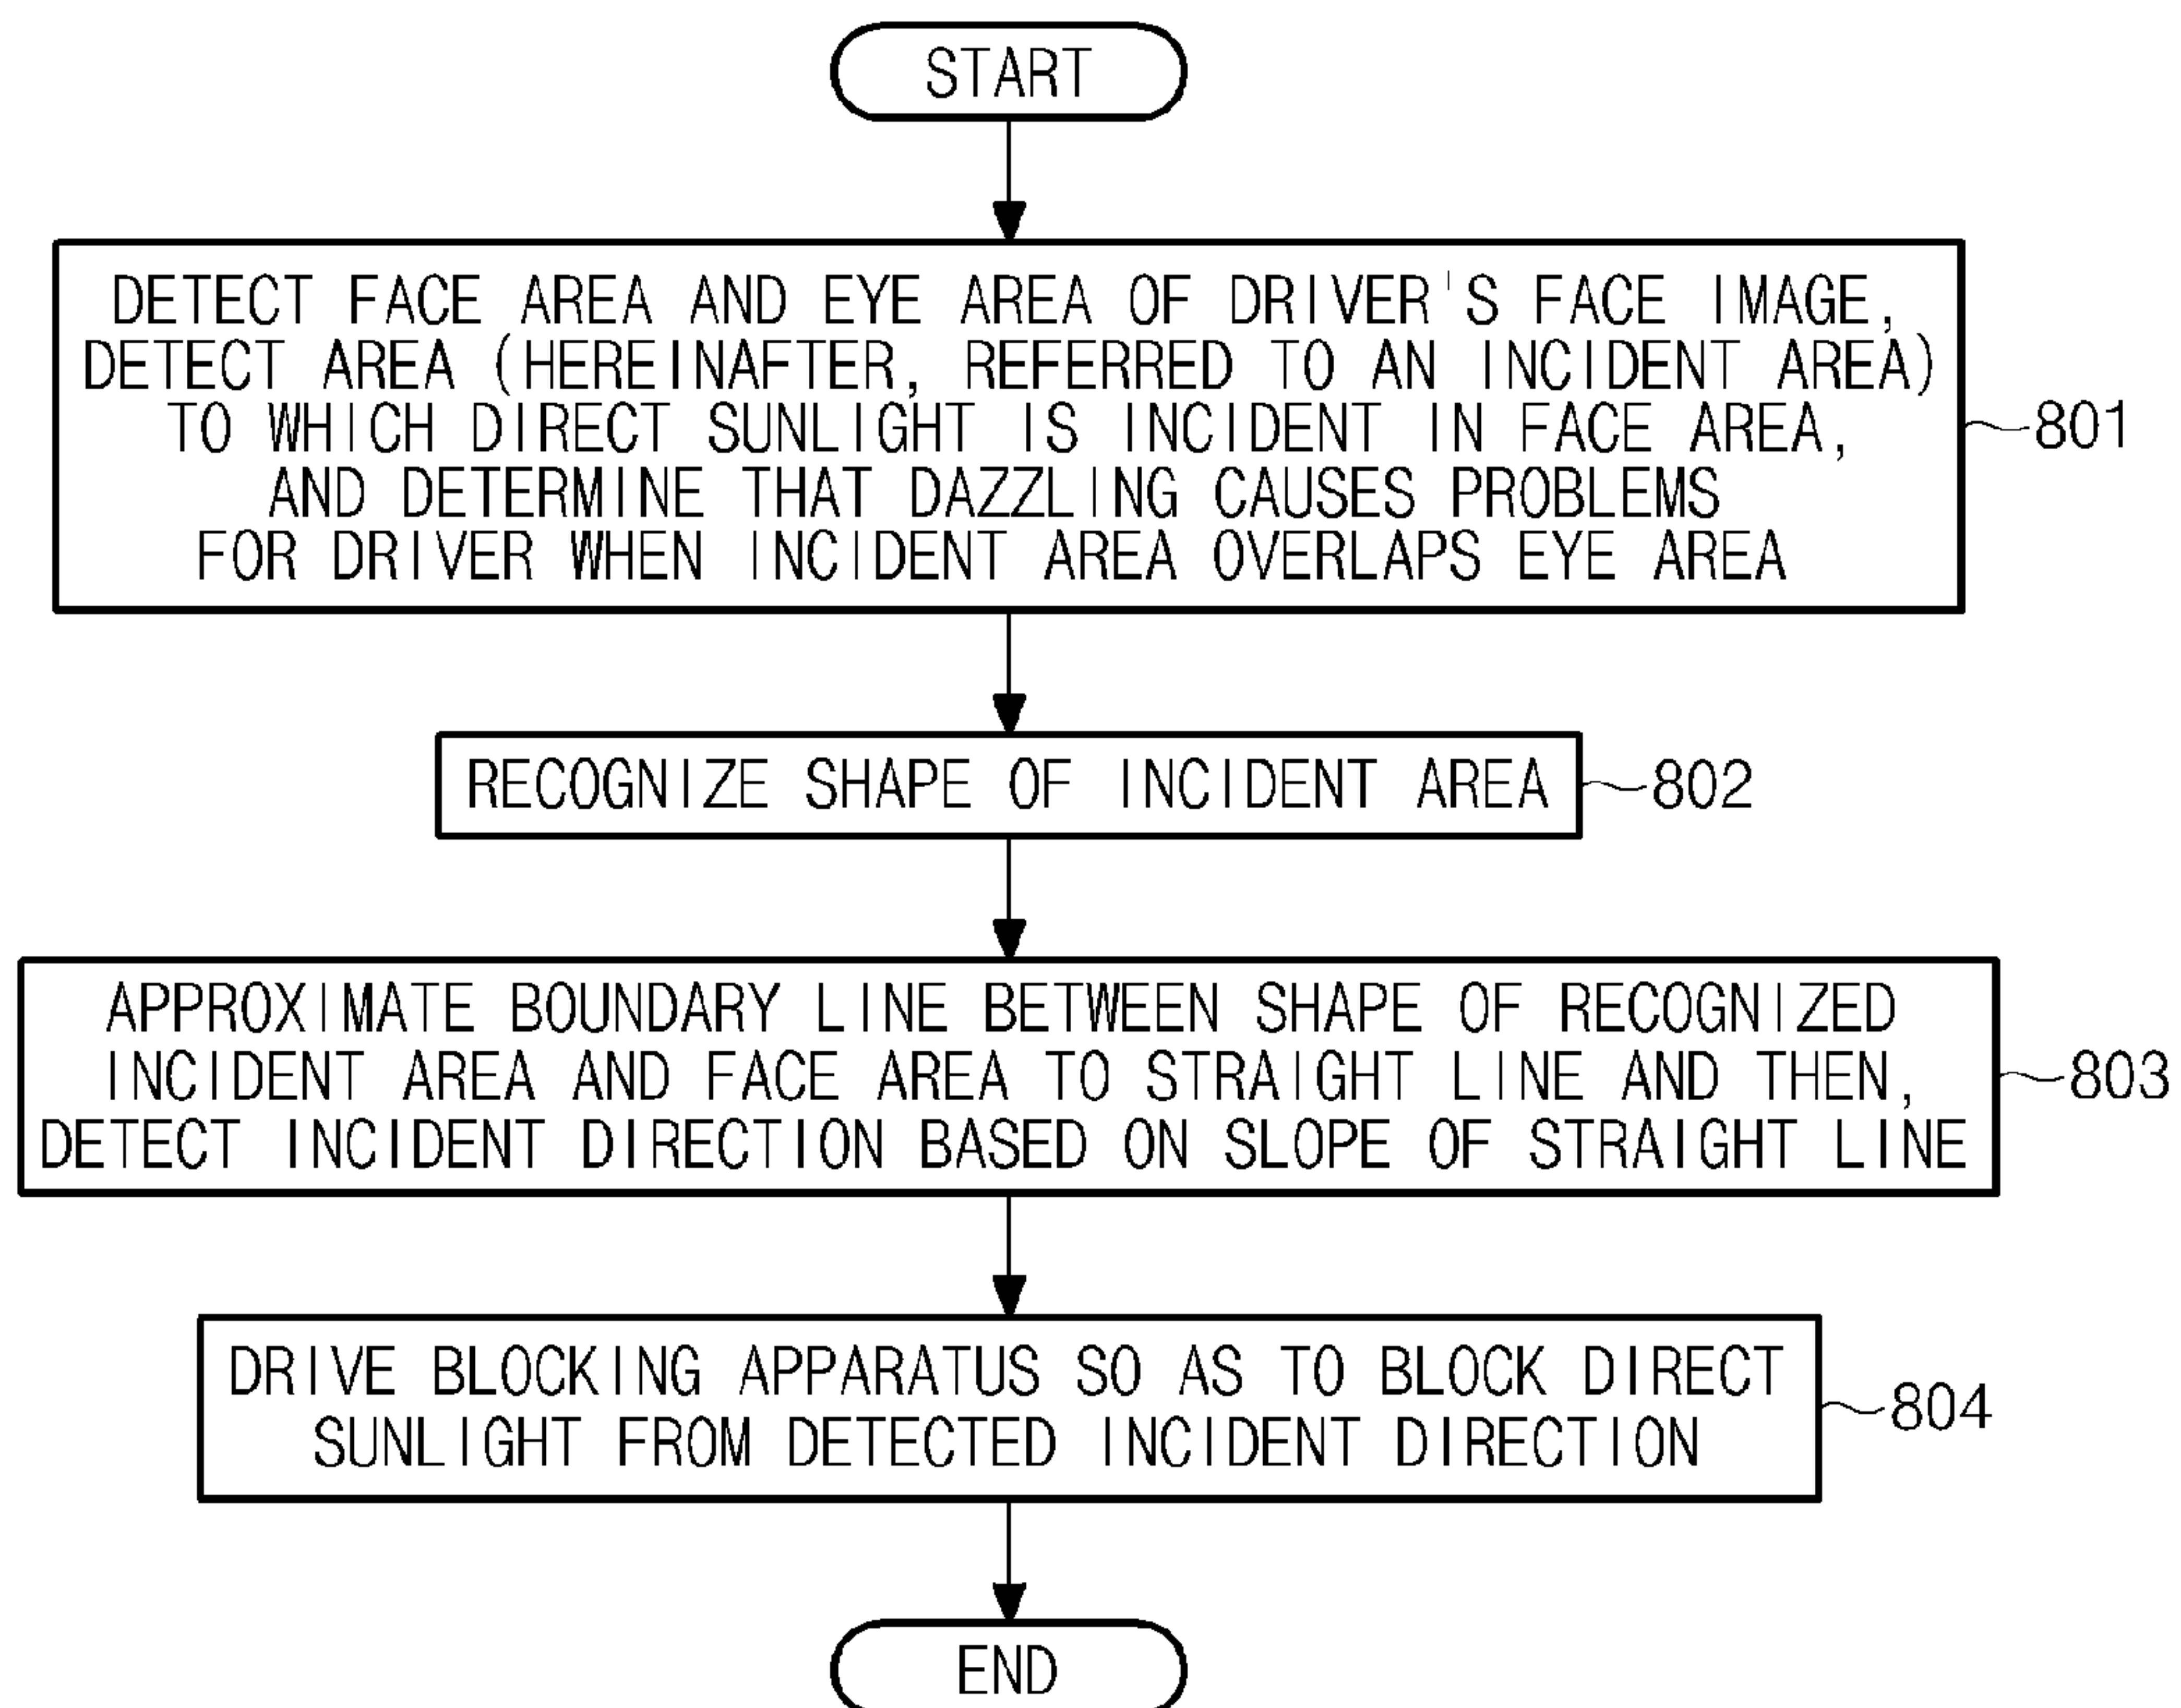 START
DETECT FACE AREA AND EYE AREA OF DRIVER'S FACE IMAGE,
DETECT AREA (HEREINAFTER, REFERRED TO AN INCIDENT AREA)
TO WHICH DIRECT SUNLIGHT IS INCIDENT IN FACE AREA,
AND DETERMINE THAT DAZZLING CAUSES PROBLEMS
FOR DRIVER WHEN INCIDENT AREA OVERLAPS EYE AREA
801
RECOGNIZE SHAPE OF INCIDENT AREA
802
APPROXIMATE BOUNDARY LINE BETWEEN SHAPE OF RECOGNIZED
INCIDENT AREA AND FACE AREA TO STRAIGHT LINE AND THEN,
DETECT INCIDENT DIRECTION BASED ON SLOPE OF STRAIGHT LINE
803
DRIVE BLOCKING APPARATUS SO AS TO BLOCK DIRECT
SUNLIGHT FROM DETECTED INCIDENT DIRECTION
804
END